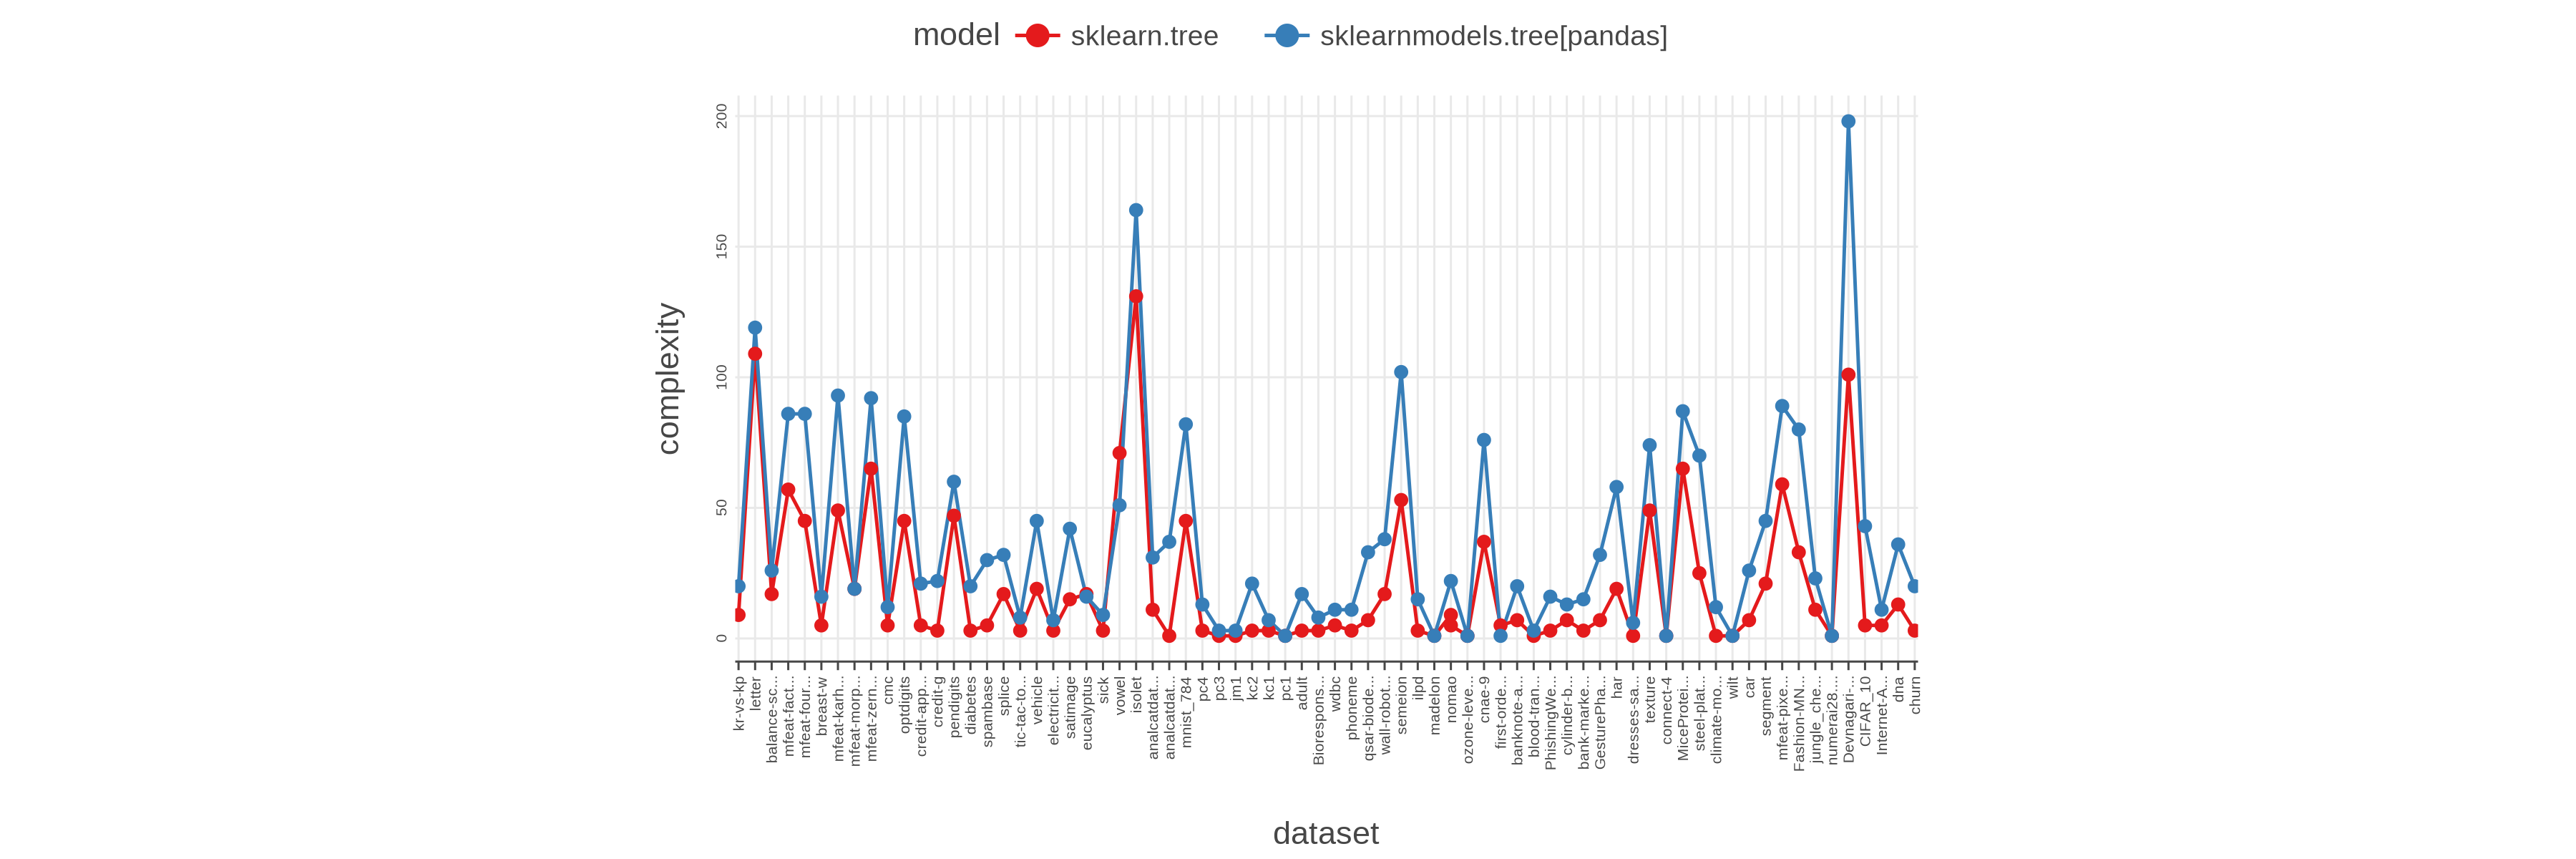 model sklearn.tree sklearnmodels.tree[pandas]
200
150
100
50
0
complexity
kr-vs-kp
letter
balance-sc...
mfeat-fact...
mfeat-four...
breast-w
mfeat-karh...
mfeat-morp...
mfeat-zern...
cmc
optdigits
credit-app...
credit-g
pendigits
diabetes
spambase
splice
tic-tac-to...
vehicle
electricit...
satimage
eucalyptus
sick
vowel
isolet
analcatdat...
analcatdat...
mnist_784
pc4
pc3
jm1
kc2
kc1
pc1
adult
Biorespons...
wdbc
phoneme
qsar-biode...
wall-robot...
semeion
ilpd
madelon
nomao
ozone-leve...
cnae-9
first-orde...
banknote-a...
blood-tran...
PhishingWe...
cylinder-b...
bank-marke...
GesturePha...
har
dresses-sa...
texture
connect-4
MiceProtei...
steel-plat...
climate-mo...
wilt
car
segment
mfeat-pixe...
Fashion-MN...
jungle_che...
numerai28....
Devnagari-...
CIFAR_10
Internet-A...
dna
churn
dataset